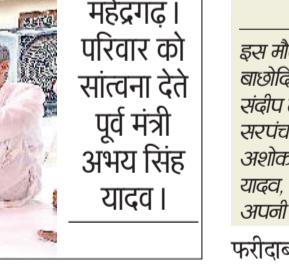 महेंद्रगढ़।
परिवार को
सांत्वना देते
पूर्व मंत्री
अभय सिंह
यादव।
इस मौ
बाछोदि
संदीप
सरपंच
अशोक
यादव,
अपनी
फरीदाब